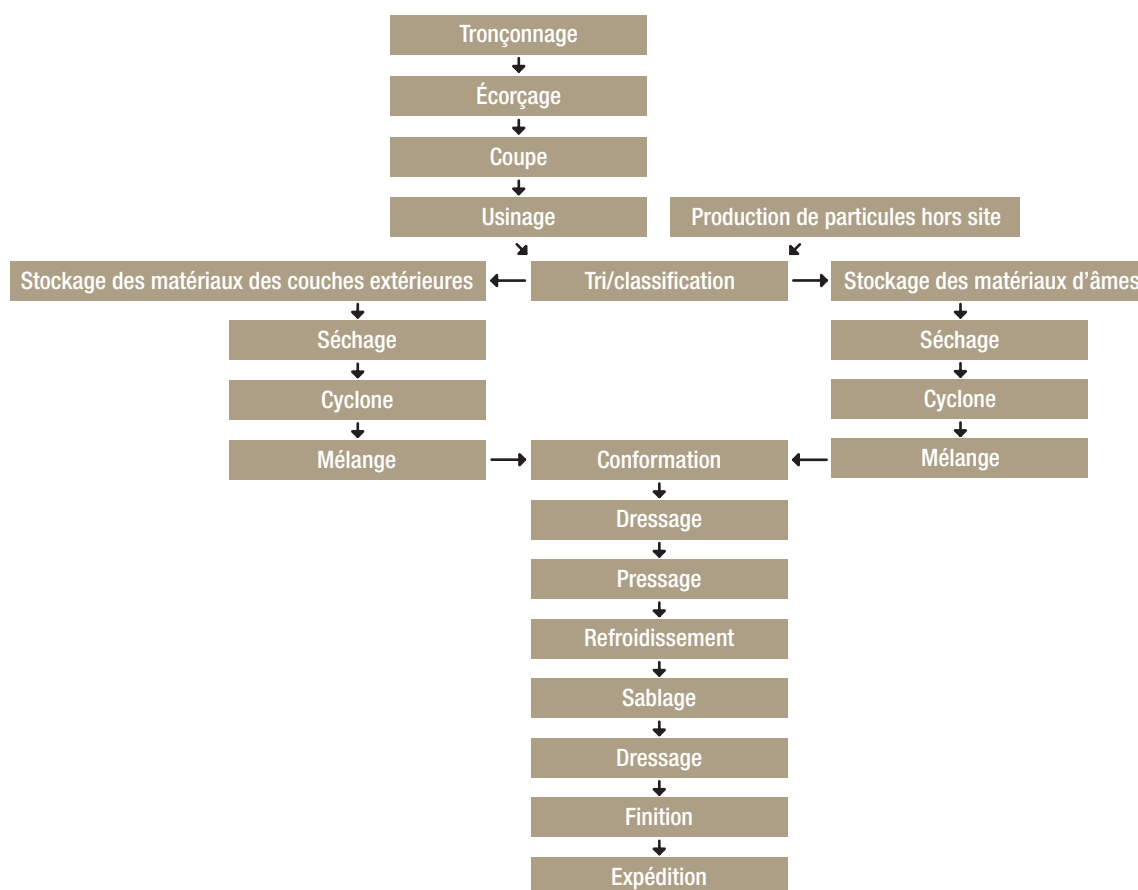 Tronçonnage
Écorçage
Coupe
Usinage
Production de particules hors site
Stockage des matériaux des couches extérieures
Tri/classification
Stockage des matériaux d’âmes
Séchage
Séchage
Cyclone
Cyclone
Mélange
Conformation
Mélange
Dressage
Pressage
Refroidissement
Sablage
Dressage
Finition
Expédition